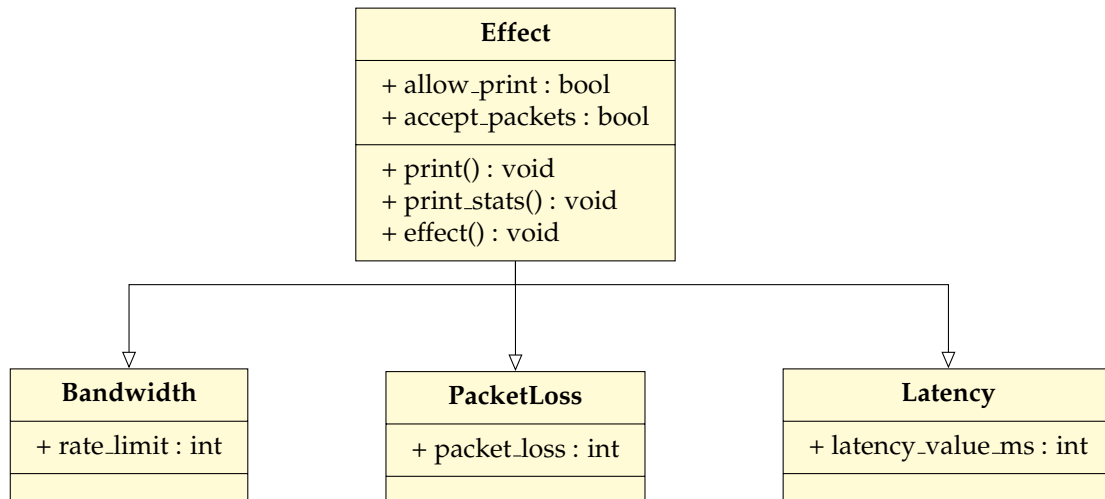 Effect
+ allow_print : bool
+ accept_packets : bool
+ print() : void
+ print_stats() : void
+ effect() : void
Bandwidth
+ rate_limit : int
PacketLoss
+ packet_loss : int
Latency
+ latency_value_ms : int